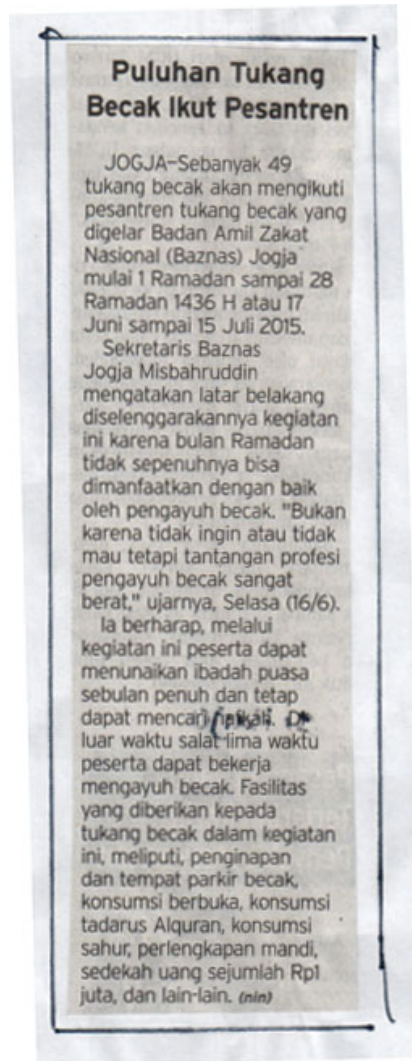 Puluhan Tukang
Becak Ikut Pesantren
JOGJA–Sebanyak 49
tukang becak akan mengikuti
pesantren tukang becak yang
digelar Badan Amil Zakat
Nasional (Baznas) Jogja
mulai 1 Ramadan sampai 28
Ramadan 1436 H atau 17
Juni sampai 15 Juli 2015.
Sekretaris Baznas
Jogja Misbahruddin
mengatakan latar belakang
diselenggarakannya kegiatan
ini karena bulan Ramadan
tidak sepenuhnya bisa
dimanfaatkan dengan baik
oleh pengayuh becak. "Bukan
karena tidak ingin atau tidak
mau tetapi tantangan profesi
pengayuh becak sangat
berat," ujarnya, Selasa (16/6).
Ia berharap, melalui
kegiatan ini peserta dapat
menunaikan ibadah puasa
sebulan penuh dan tetap
dapat mencari
luar waktu salat lima waktu
peserta dapat bekerja
mengayuh becak. Fasilitas
yang diberikan kepada
tukang becak dalam kegiatan
ini, meliputi, penginapan
dan tempat parkir becak,
konsumsi berbuka, konsumsi
tadarus Alquran, konsumsi
sahur, perlengkapan mandi,
sedekah uang sejumlah Rp1
juta, dan lain-lain. (nin)